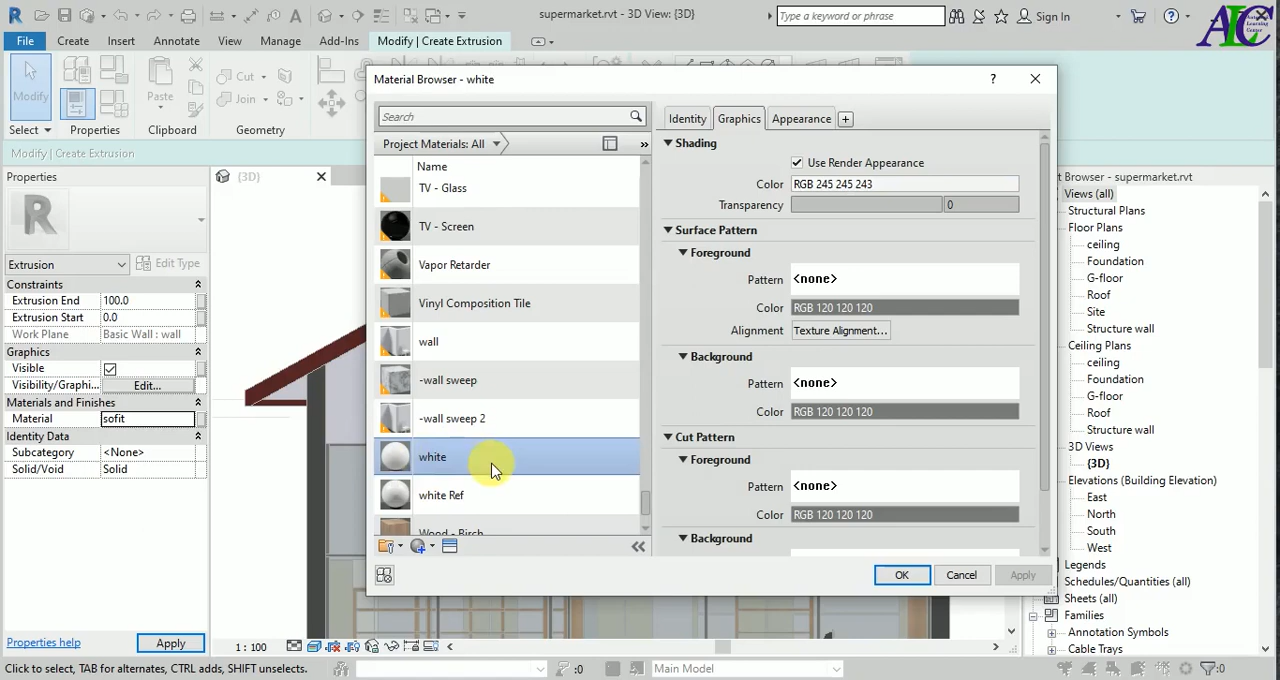 supermarket.rvt - 3D View: {3D}
Type a keyword or phrase
Sign In
ALC
File
Create
Insert
Annotate
View
Manage
Add-Ins
Modify | Create Extrusion
Modify
Paste
Cut
Join
Select
Properties
Clipboard
Geometry
Modify | Create Extrusion
Properties
{3D}
Extrusion
Edit Type
Constraints
Extrusion End 100.0
Extrusion Start 0.0
Work Plane Basic Wall : wall
Graphics
Visible
Visibility/Graphi... Edit...
Materials and Finishes
Material sofit
Identity Data
Subcategory <None>
Solid/Void Solid
Properties help
Apply
Material Browser - white
?
Search
Project Materials: All
Name
TV - Glass
TV - Screen
Vapor Retarder
Vinyl Composition Tile
wall
-wall sweep
-wall sweep 2
white
white Ref
Wood - Birch
Identity
Graphics
Appearance
Shading
Use Render Appearance
Color RGB 245 245 243
Transparency 0
Surface Pattern
Foreground
Pattern <none>
Color RGB 120 120 120
Alignment Texture Alignment...
Background
Pattern <none>
Color RGB 120 120 120
Cut Pattern
Foreground
Pattern <none>
Color RGB 120 120 120
Background
OK
Cancel
Apply
t Browser - supermarket.rvt
Views (all)
Structural Plans
Floor Plans
ceiling
Foundation
G-floor
Roof
Site
Structure wall
Ceiling Plans
ceiling
Foundation
G-floor
Roof
Structure wall
3D Views
{3D}
Elevations (Building Elevation)
East
North
South
West
Legends
Schedules/Quantities (all)
Sheets (all)
Families
Annotation Symbols
Cable Trays
1 : 100
Click to select, TAB for alternates, CTRL adds, SHIFT unselects.
:0
Main Model
:0